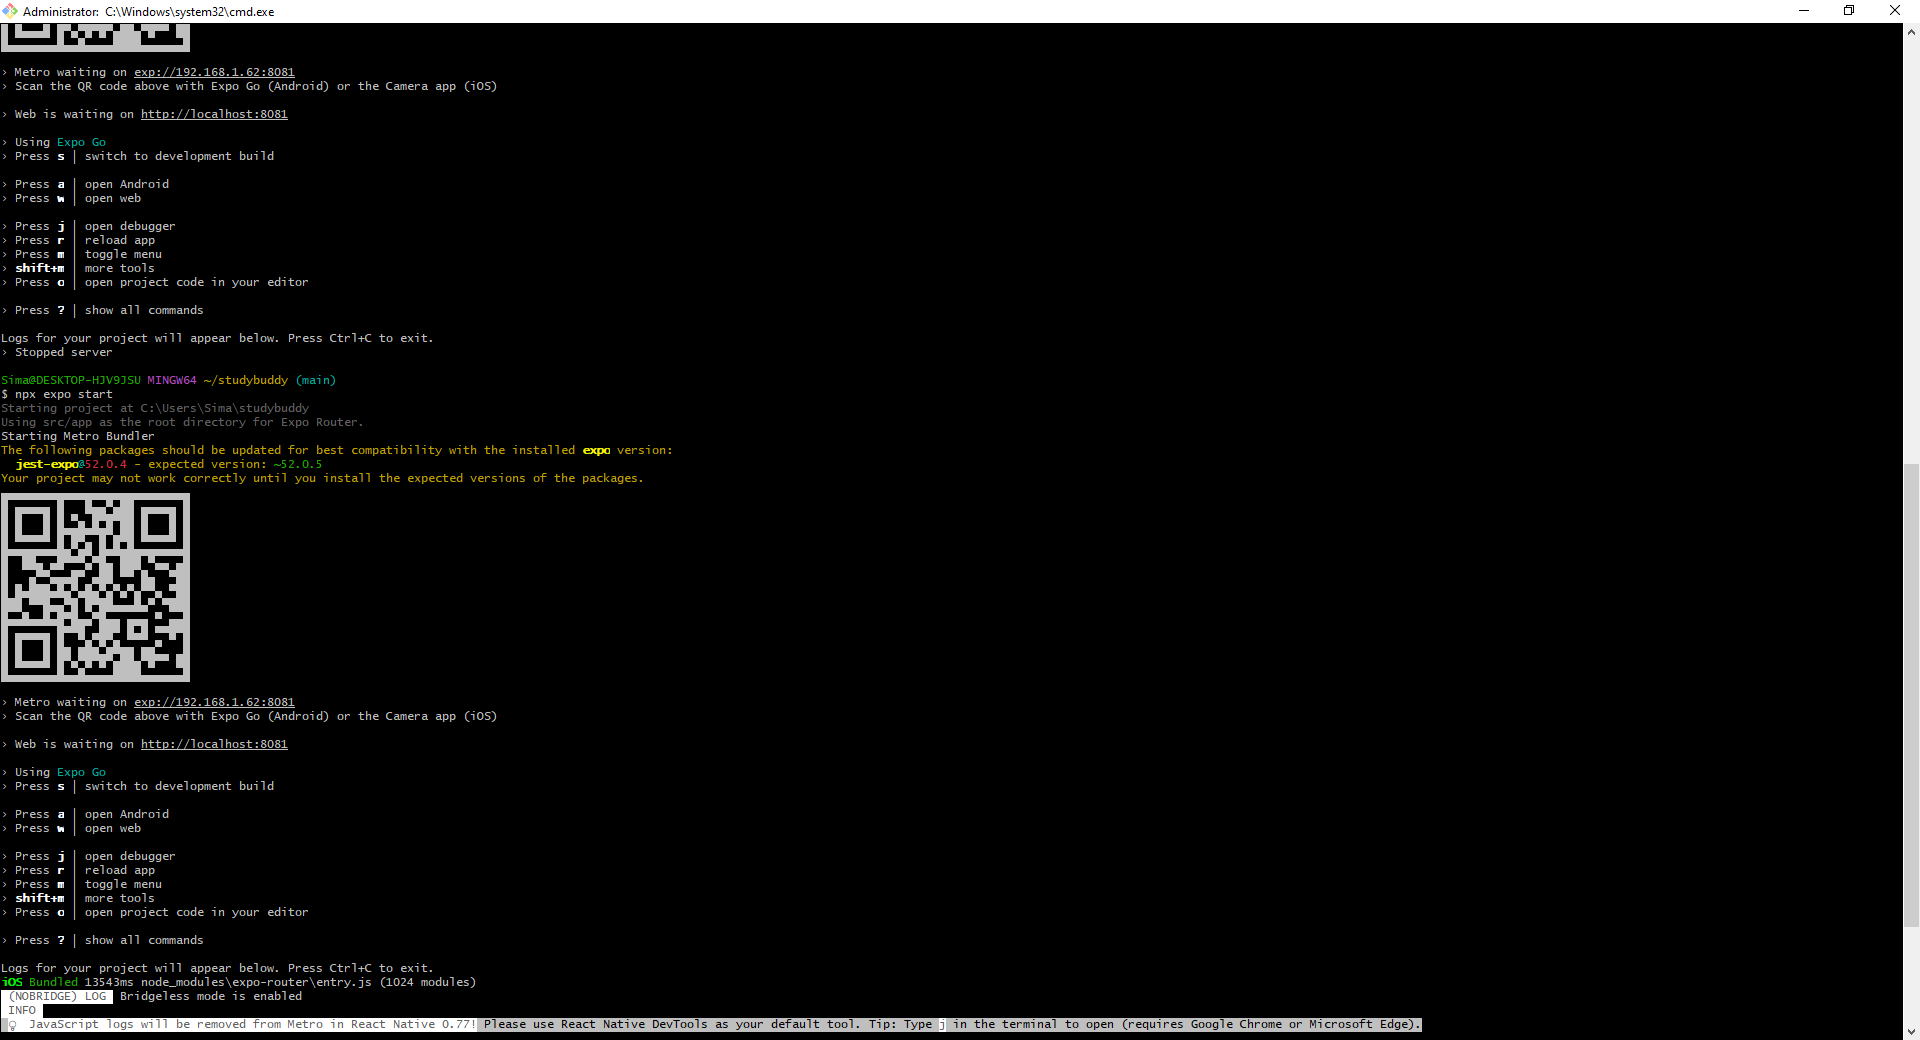 Administrator: C:\Windows\system32\cmd.exe
› Metro waiting on exp://192.168.1.62:8081
› Scan the QR code above with Expo Go (Android) or the Camera app (iOS)
› Web is waiting on http://localhost:8081
› Using Expo Go
› Press s │ switch to development build
› Press a │ open Android
› Press w │ open web
› Press j │ open debugger
› Press r │ reload app
› Press m │ toggle menu
› shift+m │ more tools
› Press o │ open project code in your editor
› Press ? │ show all commands
Logs for your project will appear below. Press Ctrl+C to exit.
› Stopped server
Sima@DESKTOP-HJV9JSU MINGW64 ~/studybuddy (main)
$ npx expo start
Starting project at C:\Users\Sima\studybuddy
Using src/app as the root directory for Expo Router.
Starting Metro Bundler
The following packages should be updated for best compatibility with the installed expo version:
jest-expo@52.0.4 - expected version: ~52.0.5
Your project may not work correctly until you install the expected versions of the packages.
› Metro waiting on exp://192.168.1.62:8081
› Scan the QR code above with Expo Go (Android) or the Camera app (iOS)
› Web is waiting on http://localhost:8081
› Using Expo Go
› Press s │ switch to development build
› Press a │ open Android
› Press w │ open web
› Press j │ open debugger
› Press r │ reload app
› Press m │ toggle menu
› shift+m │ more tools
› Press o │ open project code in your editor
› Press ? │ show all commands
Logs for your project will appear below. Press Ctrl+C to exit.
iOS Bundled 13543ms node_modules\expo-router\entry.js (1024 modules)
(NOBRIDGE) LOG Bridgeless mode is enabled
INFO
JavaScript logs will be removed from Metro in React Native 0.77! Please use React Native DevTools as your default tool. Tip: Type j in the terminal to open (requires Google Chrome or Microsoft Edge).